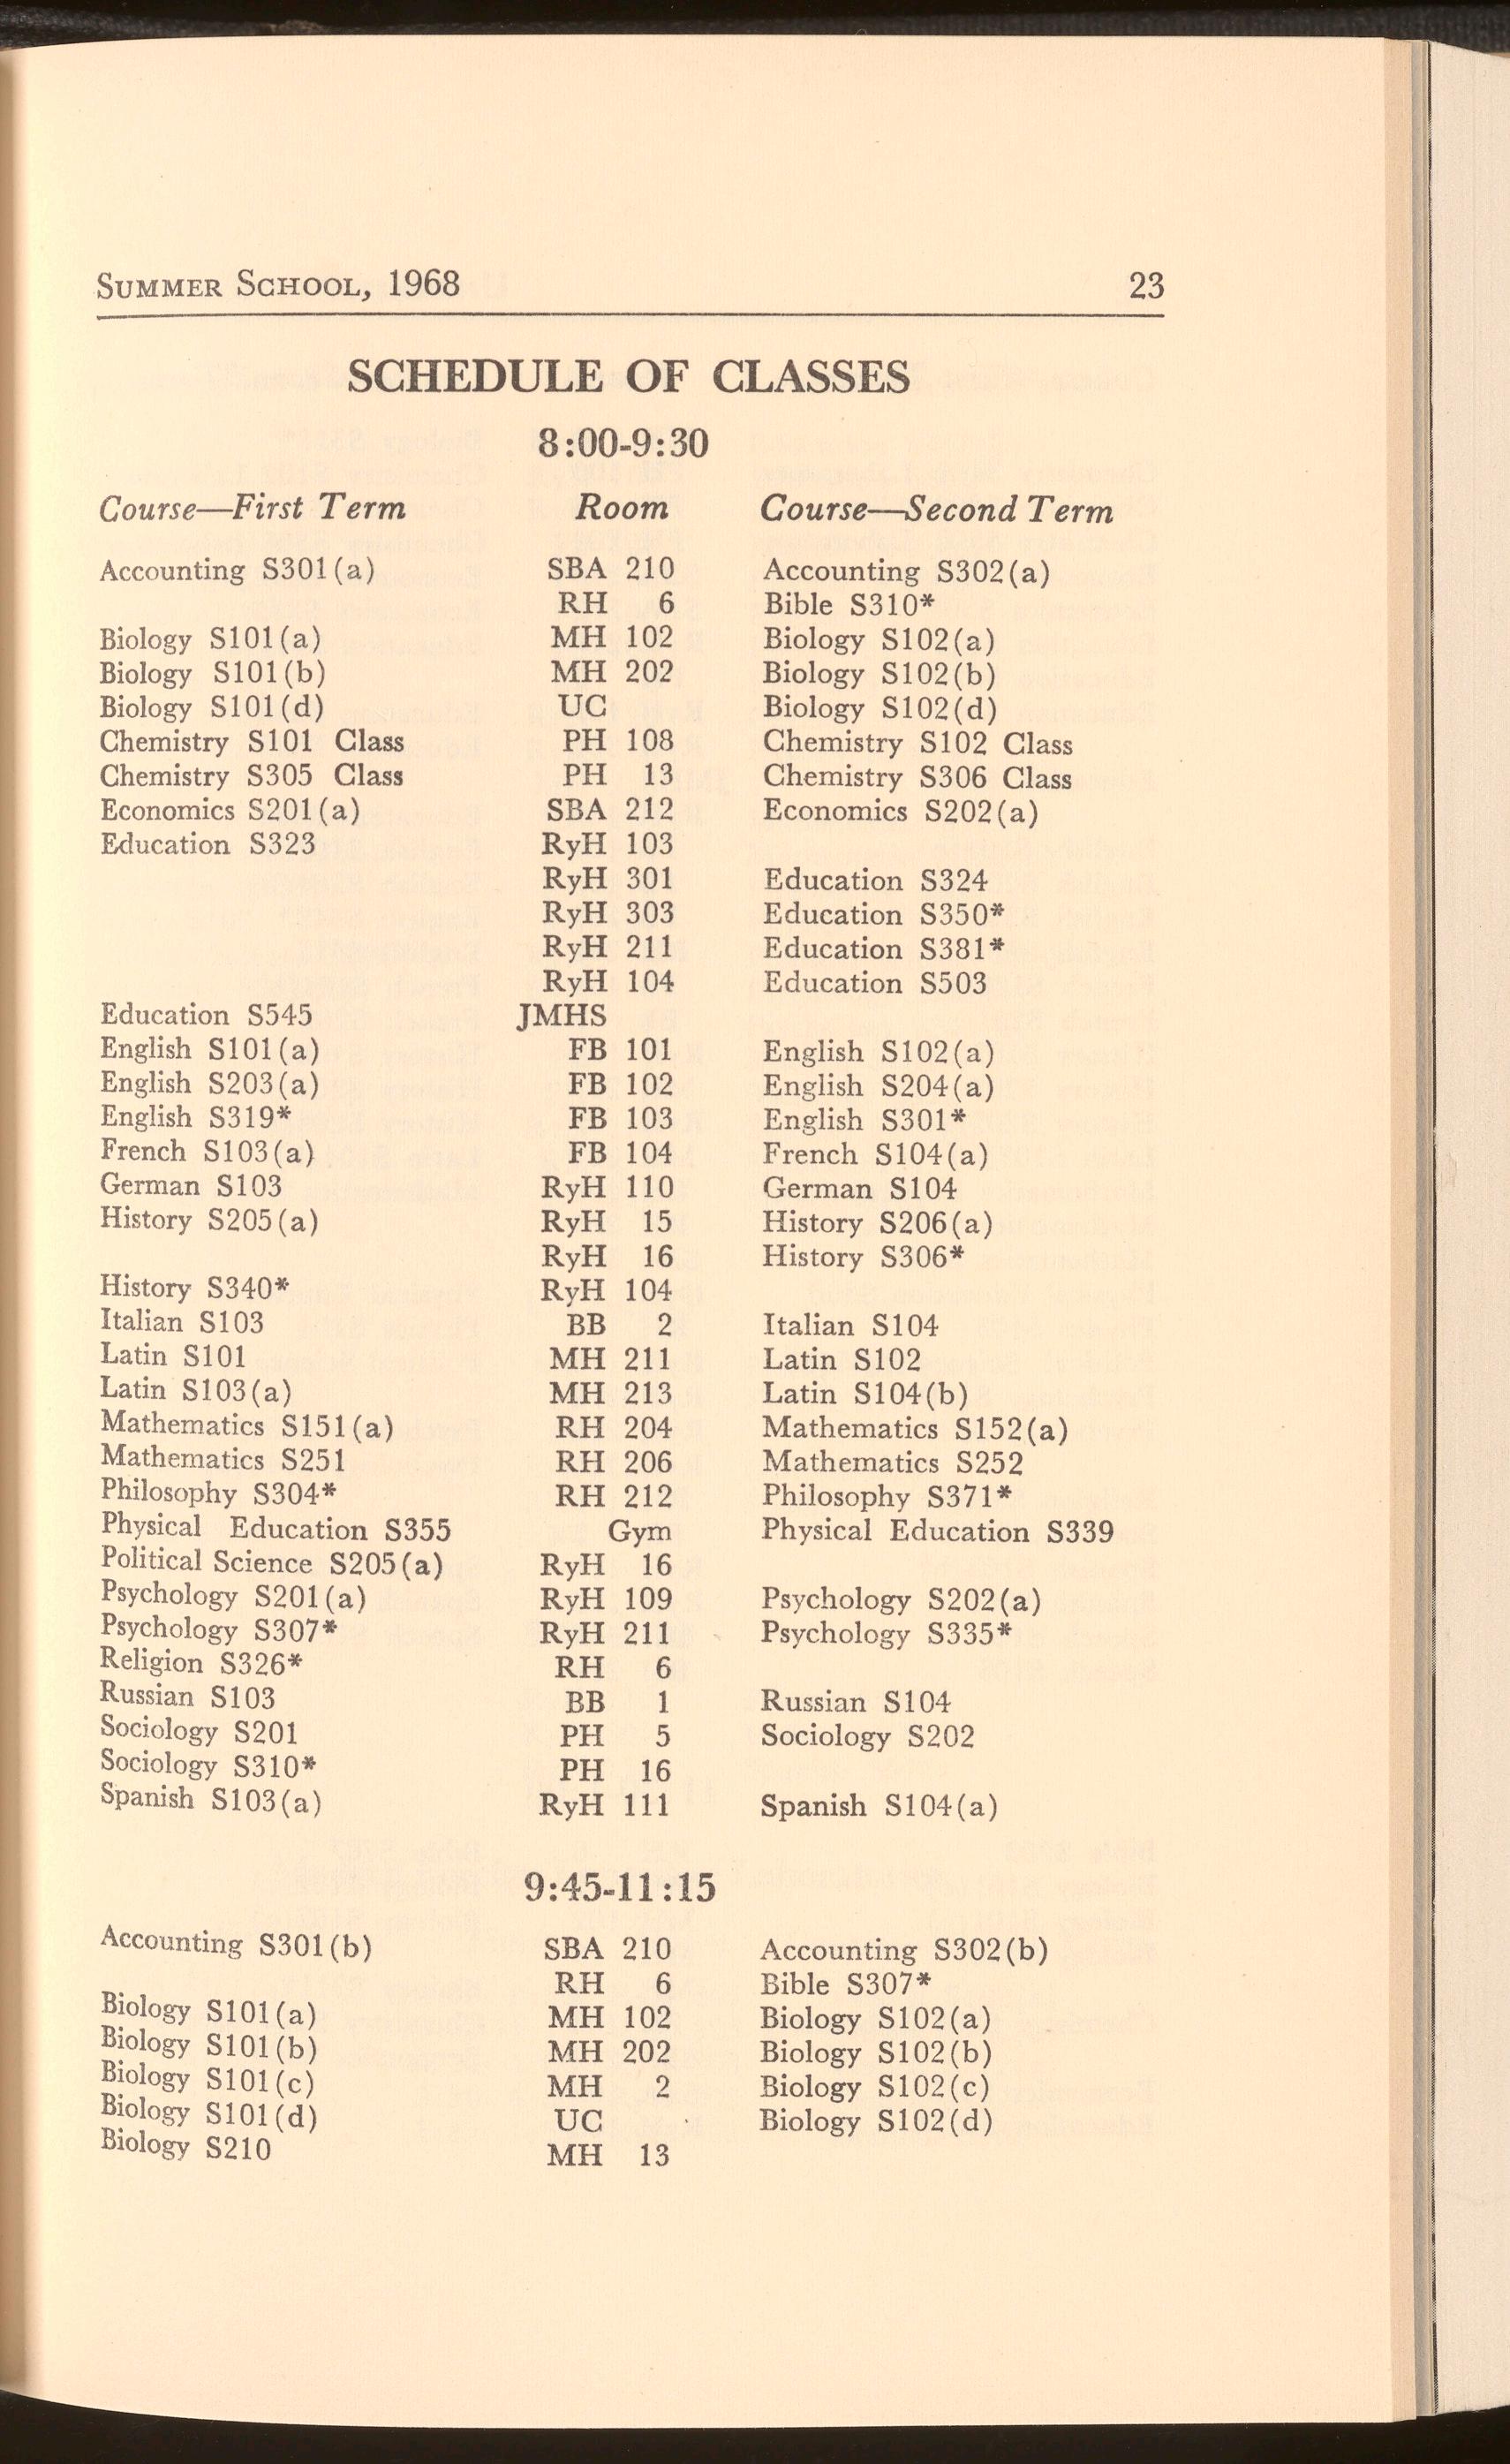 SUMMER SCHOOL, 1968 23
SCHEDULE OF CLASSES
8:00-9:30
Course—First Term Room Course—Second Term
Accounting S301(a) SBA 210 Accounting S302(a)
RH 6 Bible S310*
Biology S101(a) MH 102 Biology S102(a)
Biology S101(b) MH 202 Biology S102(b)
Biology S101(d) UC Biology S102(d)
Chemistry S101 Class PH 108 Chemistry S102 Class
Chemistry S305 Class PH 13 Chemistry S306 Class
Economics S201(a) SBA 212 Economics S202(a)
Education S323 RyH 103
RyH 301 Education S324
RyH 303 Education S350*
RyH 211 Education S381*
RyH 104 Education S503
Education S545 JMHS
English S101(a) FB 101 English S102(a)
English S203(a) FB 102 English S204(a)
English S319* FB 103 English S301*
French S103(a) FB 104 French S104(a)
German S103 RyH 110 German S104
History S205(a) RyH 15 History S206(a)
RyH 16 History S306*
History S340* RyH 104
Italian S103 BB 2 Italian S104
Latin S101 MH 211 Latin S102
Latin S103(a) MH 213 Latin S104(b)
Mathematics S151(a) RH 204 Mathematics S152(a)
Mathematics S251 RH 206 Mathematics S252
Philosophy S304* RH 212 Philosophy S371*
Physical Education S355 Gym Physical Education S339
Political Science S205(a) RyH 16
Psychology S201(a) RyH 109 Psychology S202(a)
Psychology S307* RyH 211 Psychology S335*
Religion S326* RH 6
Russian S103 BB 1 Russian S104
Sociology S201 PH 5 Sociology S202
Sociology S310* PH 16
Spanish S103(a) RyH 111 Spanish S104(a)
9:45-11:15
Accounting S301(b) SBA 210 Accounting S302(b)
RH 6 Bible S307*
Biology S101(a) MH 102 Biology S102(a)
Biology S101(b) MH 202 Biology S102(b)
Biology S101(c) MH 2 Biology S102(c)
Biology S101(d) UC Biology S102(d)
Biology S210 MH 13